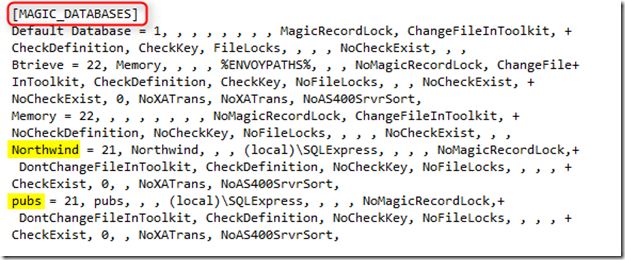 [MAGIC_DATABASES]
Default Database = 1, , , , , , , , MagicRecordLock, ChangeFileInToolkit, +
CheckDefinition, CheckKey, FileLocks, , , , NoCheckExist, , ,
Btrieve = 22, Memory, , , , %ENVOYPATHS%, , , NoMagicRecordLock, ChangeFile+
InToolkit, CheckDefinition, CheckKey, NoFileLocks, , , NoCheckExist, +
NoCheckExist, 0, NoXATrans, NoXATrans, NoAS400SrvrSort,
Memory = 22, , , , , , , , NoMagicRecordLock, ChangeFileInToolkit, +
NoCheckDefinition, NoCheckKey, NoFileLocks, , , , NoCheckExist, , ,
Northwind = 21, Northwind, , , (local)\SQLExpress, , , , NoMagicRecordLock,+
DontChangeFileInToolkit, CheckDefinition, NoCheckKey, NoFileLocks, , , , +
CheckExist, 0, , NoXATrans, NoAS400SrvrSort,
pubs = 21, pubs, , , (local)\SQLExpress, , , , NoMagicRecordLock,+
DontChangeFileInToolkit, CheckDefinition, NoCheckKey, NoFileLocks, , , , +
CheckExist, 0, , NoXATrans, NoAS400SrvrSort,